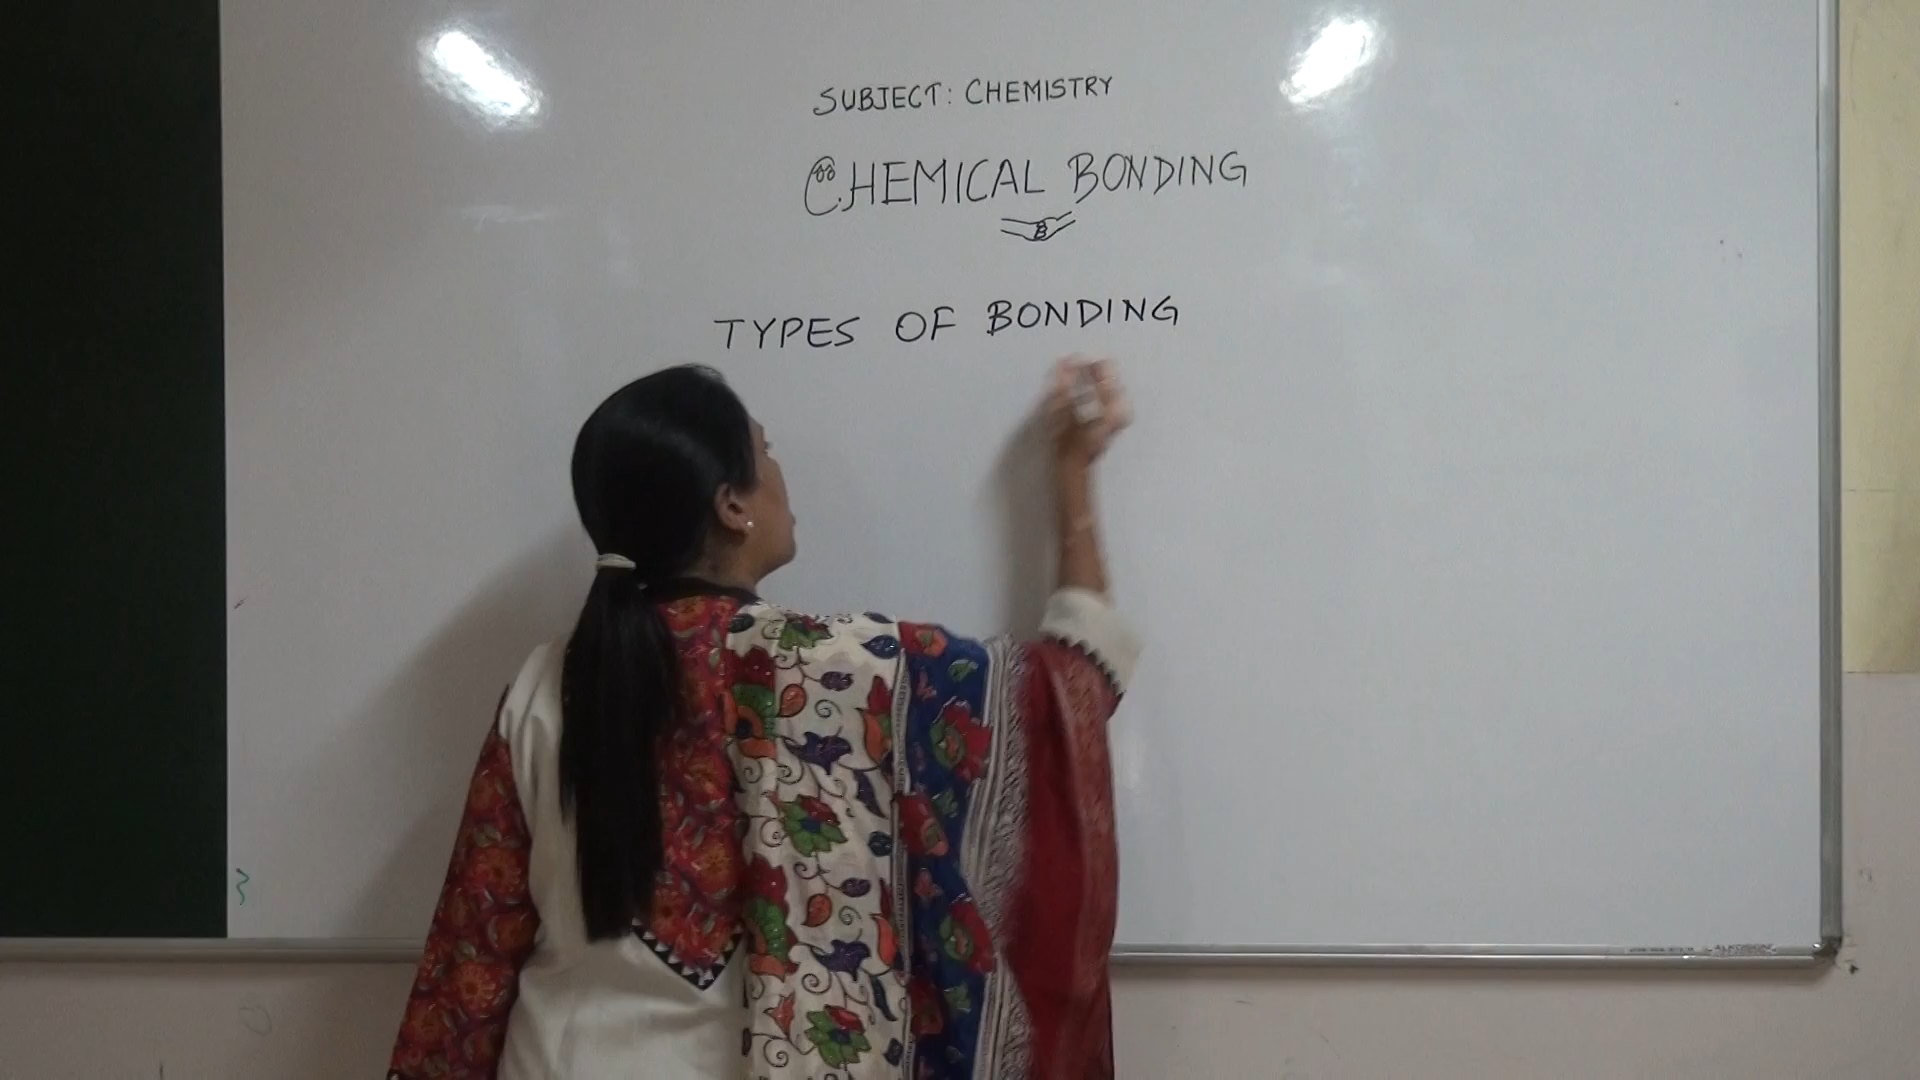 SUBJECT: CHEMISTRY
CHEMICAL BONDING
B
TYPES OF BONDING